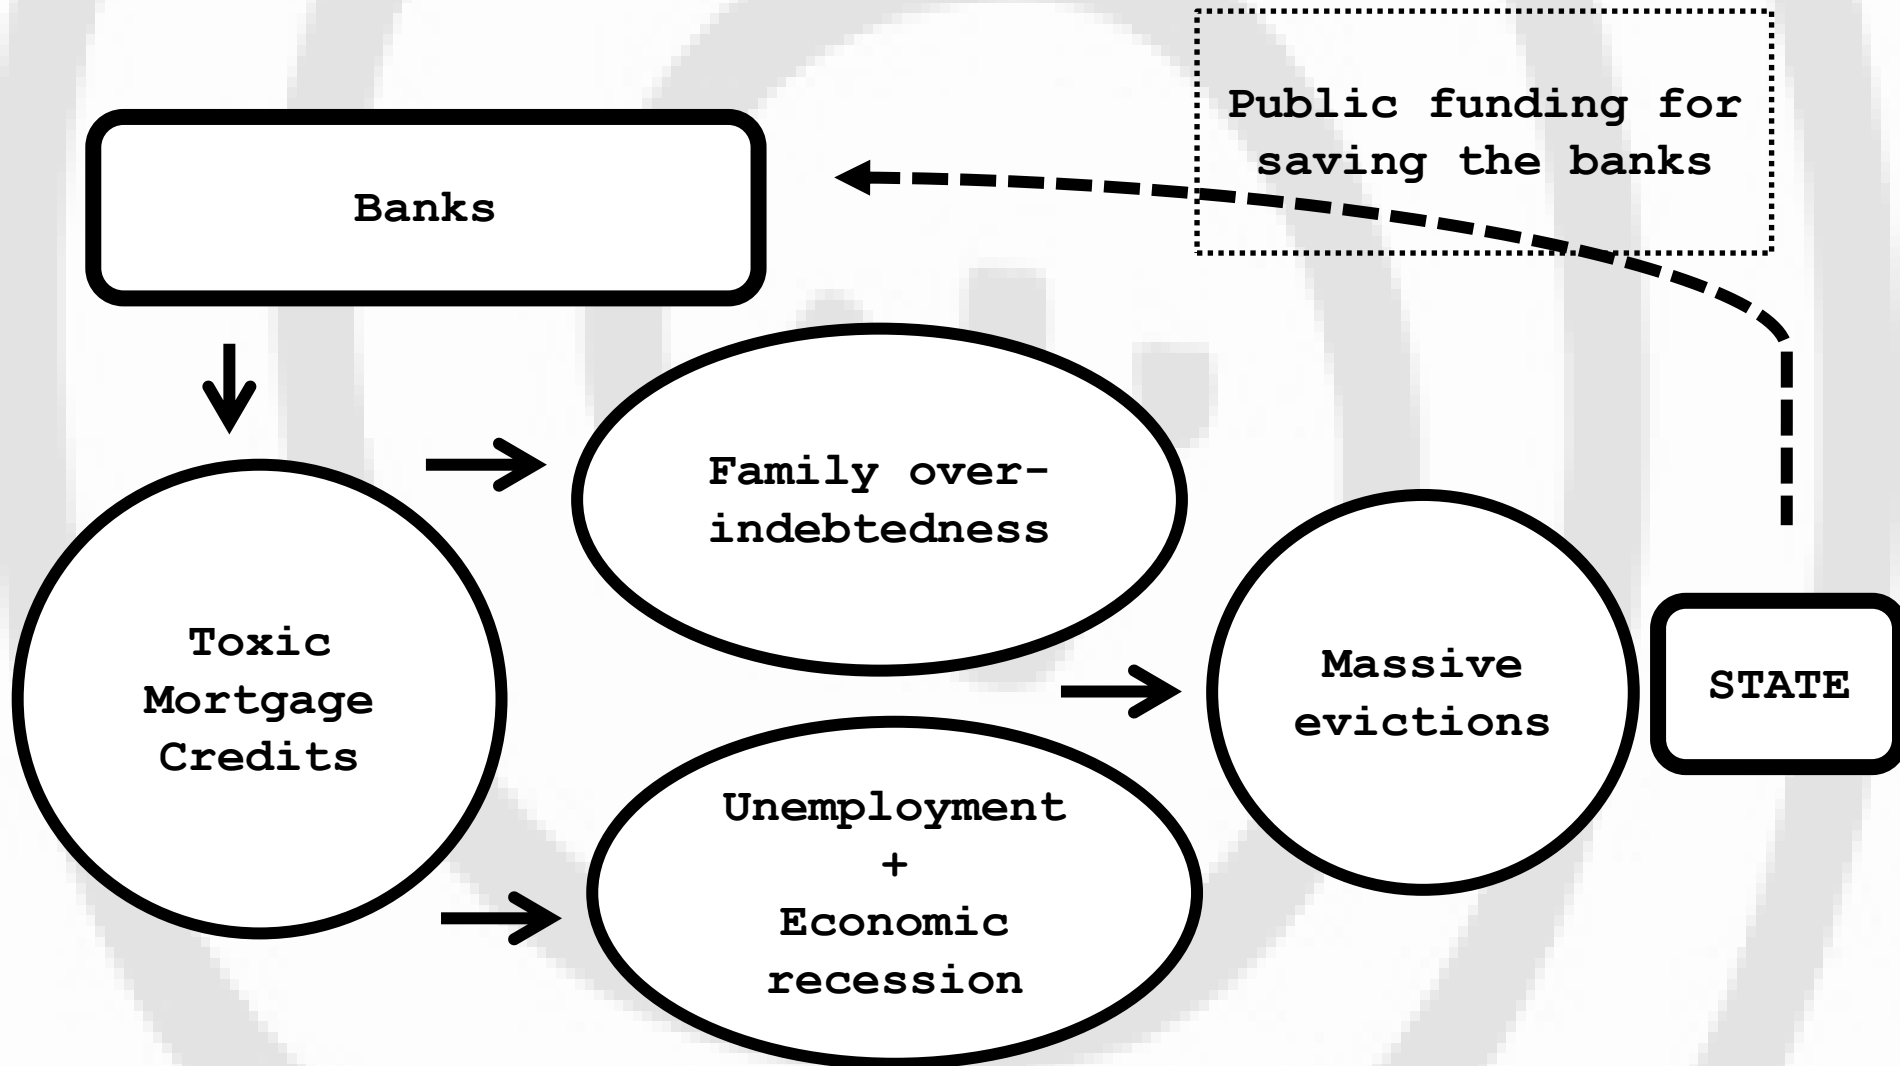 Public funding for
saving the banks
Banks
Family over-
indebtedness
Toxic
Mortgage
Credits
Massive
evictions
STATE
Unemployment
+
Economic
recession